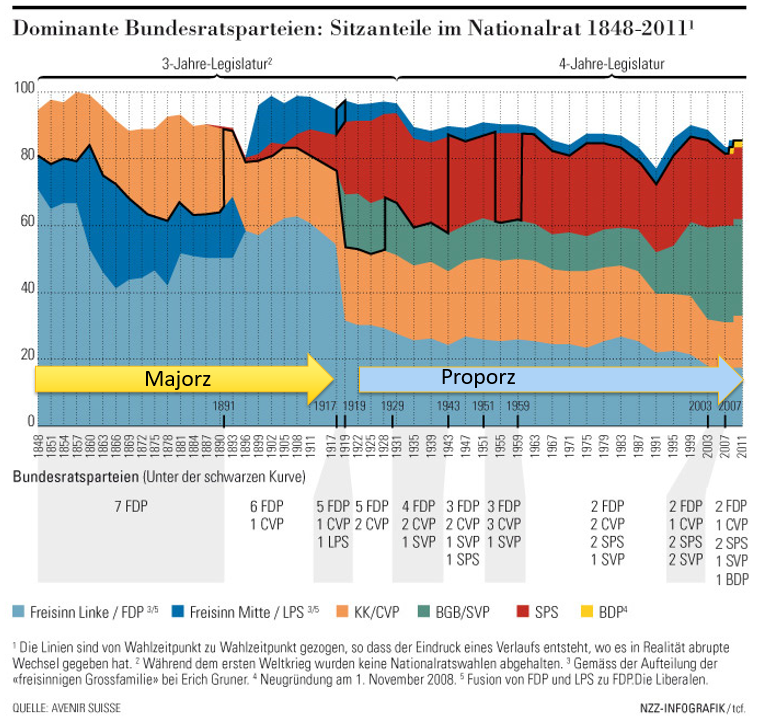 Dominante Bundesratsparteien: Sitzanteile im Nationalrat 1848-2011¹
3-Jahre-Legislatur² 4-Jahre-Legislatur
100
80
60
40
20
0
Majorz Proporz
1891 1917 1919 1929 1943 1951 1959 2003 2007
1848 1851 1854 1857 1860 1863 1866 1869 1872 1875 1878 1881 1884 1887 1890 1893 1896 1899 1902 1905 1908 1911 1917 1919 1922 1925 1928 1931 1935 1939 1943 1947 1951 1955 1959 1963 1967 1971 1975 1979 1983 1987 1991 1995 1999 2003 2007 2011
Bundesratsparteien (Unter der schwarzen Kurve)
7 FDP 6 FDP 5 FDP 5 FDP 4 FDP 3 FDP 3 FDP 2 FDP 2 FDP 2 FDP
1 CVP 1 CVP 2 CVP 2 CVP 2 CVP 3 CVP 2 CVP 1 CVP 1 CVP
1 LPS 1 SVP 1 SVP 1 SVP 2 SPS 2 SPS 2 SPS
1 SPS 1 SVP 2 SVP 1 SVP
1 BDP
Freisinn Linke / FDP ³/⁵ Freisinn Mitte / LPS ³/⁵ KK/CVP BGB/SVP SPS BDP⁴
¹ Die Linien sind von Wahlzeitpunkt zu Wahlzeitpunkt gezogen, so dass der Eindruck eines Verlaufs entsteht, wo es in Realität abrupte
Wechsel gegeben hat. ² Während dem ersten Weltkrieg wurden keine Nationalratswahlen abgehalten. ³ Gemäss der Aufteilung der
«freisinnigen Grossfamilie» bei Erich Gruner. ⁴ Neugründung am 1. November 2008. ⁵ Fusion von FDP und LPS zu FDP.Die Liberalen.
QUELLE: AVENIR SUISSE NZZ-INFOGRAFIK/tcf.